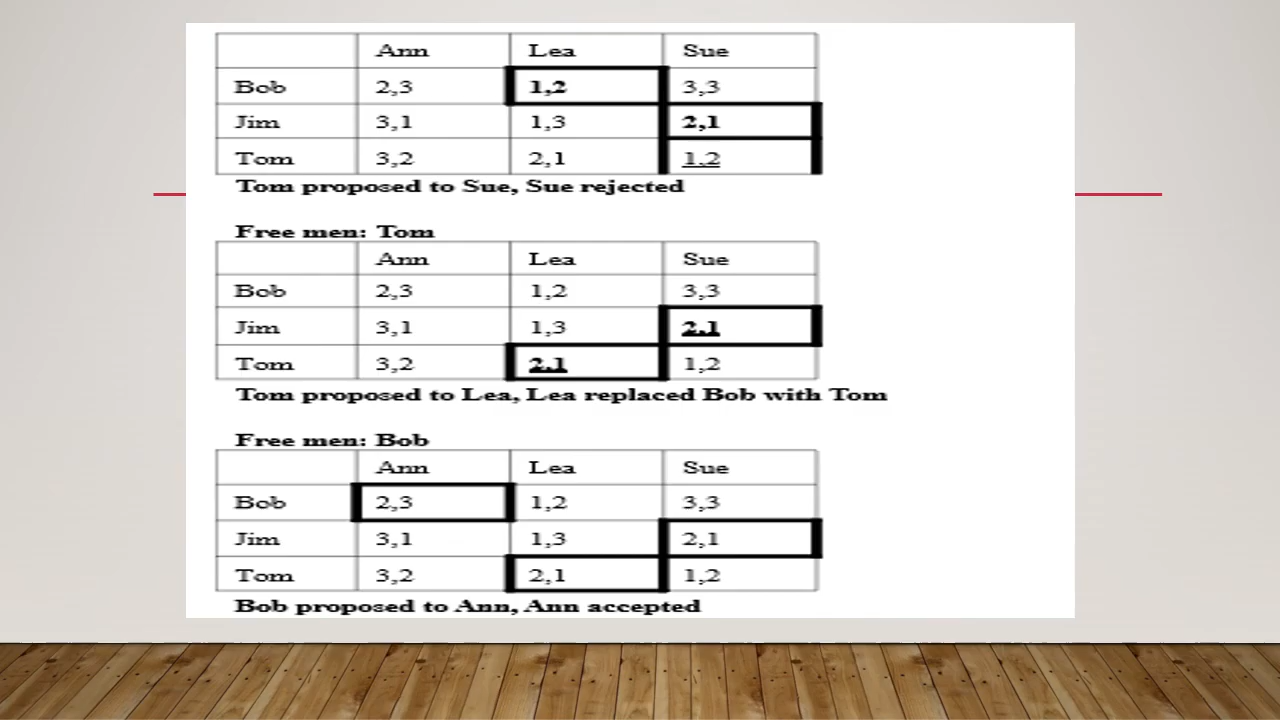 Ann Lea Sue
Bob 2,3 1,2 3,3
Jim 3,1 1,3 2,1
Tom 3,2 2,1 1,2
Tom proposed to Sue, Sue rejected
Free men: Tom
Ann Lea Sue
Bob 2,3 1,2 3,3
Jim 3,1 1,3 2,1
Tom 3,2 2,1 1,2
Tom proposed to Lea, Lea replaced Bob with Tom
Free men: Bob
Ann Lea Sue
Bob 2,3 1,2 3,3
Jim 3,1 1,3 2,1
Tom 3,2 2,1 1,2
Bob proposed to Ann, Ann accepted